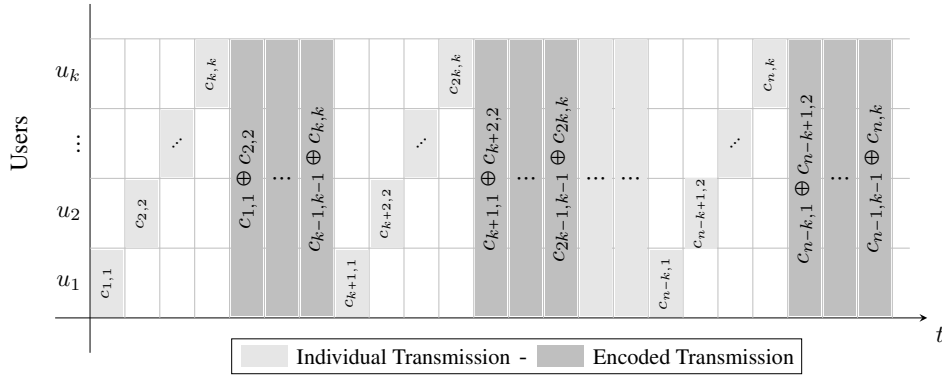 Users
u_k
...
u_2
u_1
c_{1,1}
c_{2,2}
...
c_{k,k}
c_{1,1} ⊕ c_{2,2}
...
c_{k-1,k-1} ⊕ c_{k,k}
c_{k+1,1}
c_{k+2,2}
...
c_{2k,k}
c_{k+1,1} ⊕ c_{k+2,2}
...
c_{2k-1,k-1} ⊕ c_{2k,k}
... ...
c_{n-k,1}
c_{n-k+1,2}
...
c_{n,k}
c_{n-k,1} ⊕ c_{n-k+1,2}
...
c_{n-1,k-1} ⊕ c_{n,k}
t
Individual Transmission - Encoded Transmission